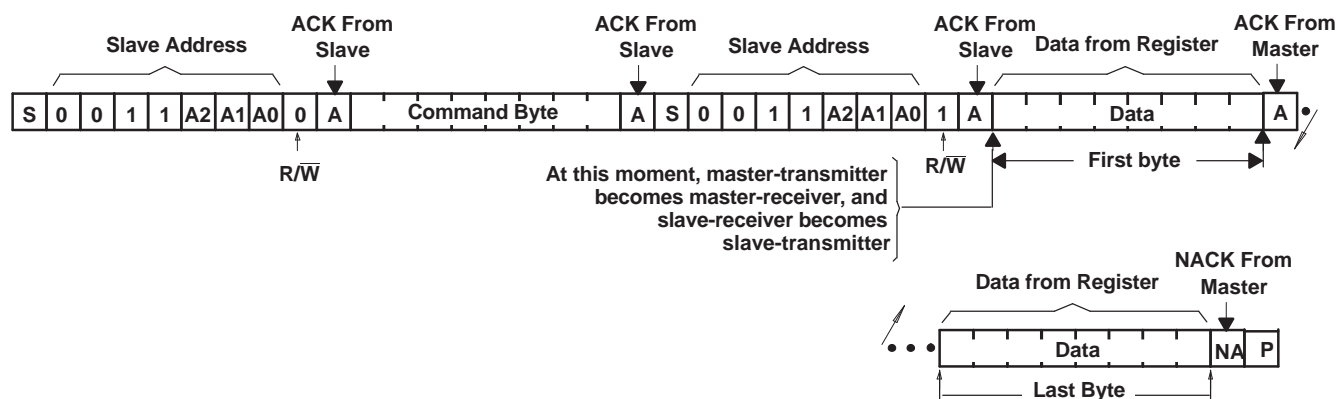 ACK From
Slave
ACK From
Slave
ACK From
Slave
ACK From
Master
Slave Address
Slave Address
Data from Register
S 0 0 1 1 A2 A1 A0 0 A Command Byte A S 0 0 1 1 A2 A1 A0 1 A Data A
R/W̅
R/W̅
First byte
At this moment, master-transmitter
becomes master-receiver, and
slave-receiver becomes
slave-transmitter
NACK From
Master
Data from Register
Data NA P
Last Byte